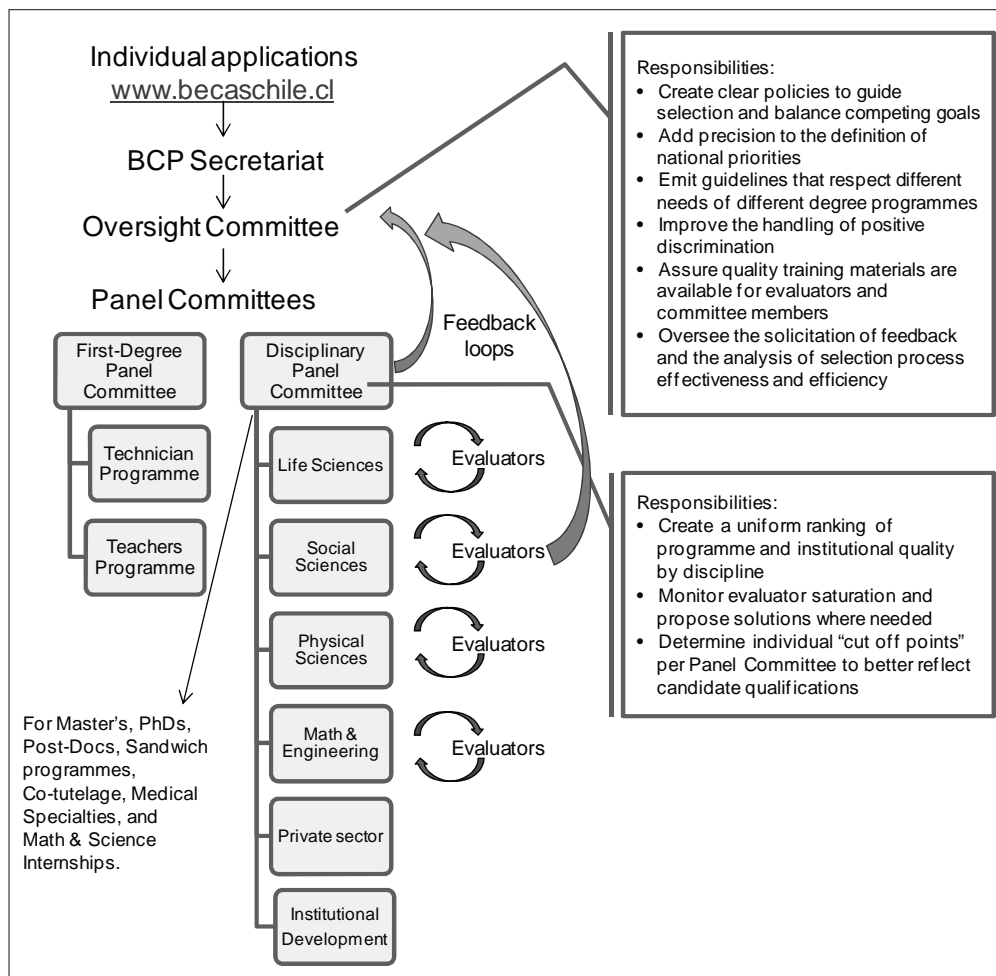 Individual applications
www.becaschile.cl
BCP Secretariat
Oversight Committee
Panel Committees
First-Degree
Panel
Committee
Technician
Programme
Teachers
Programme
Disciplinary
Panel
Committee
Feedback
loops
Life Sciences
Evaluators
Social
Sciences
Evaluators
Physical
Sciences
Evaluators
Math &
Engineering
Evaluators
Private sector
Institutional
Development
For Master's, PhDs,
Post-Docs, Sandwich
programmes,
Co-tutelage, Medical
Specialties, and
Math & Science
Internships.
Responsibilities:
• Create clear policies to guide
selection and balance competing goals
• Add precision to the definition of
national priorities
• Emit guidelines that respect different
needs of different degree programmes
• Improve the handling of positive
discrimination
• Assure quality training materials are
available for evaluators and
committee members
• Oversee the solicitation of feedback
and the analysis of selection process
effectiveness and efficiency
Responsibilities:
• Create a uniform ranking of
programme and institutional quality
by discipline
• Monitor evaluator saturation and
propose solutions where needed
• Determine individual “cut off points”
per Panel Committee to better reflect
candidate qualifications